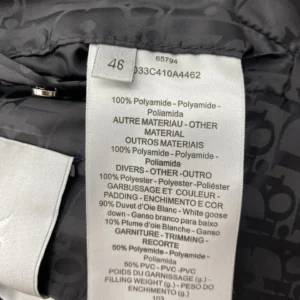 46
65794
033C410A4462
100% Polyamide - Polyamide -
Poliamida
AUTRE MATERIAU - OTHER
MATERIAL
OUTROS MATERIAL
100% Polyamide - Polyamide -
Poliamida
DIVERS - OTHER -OUTRO
100% Polyester - Polyester -Poliéster
GARBUSSAGE ET COULEUR -
PADDING - ENCHIMENTO E COR
90% Duvet d'Oie Blanc - White goose
down - Ganso branco para baixo
10% Plume d'Oie Blanche -
GARNITURE - TRIMMING -
RECORTE
50% Polyamide - Polyamide -
Poliamida
50% PVC - PVC -PVC
POIDS DU GARNISSAGE (g.) -
FILLING WEIGHT (g.) - PESO DO
ENCHIMENTO (g.)
103